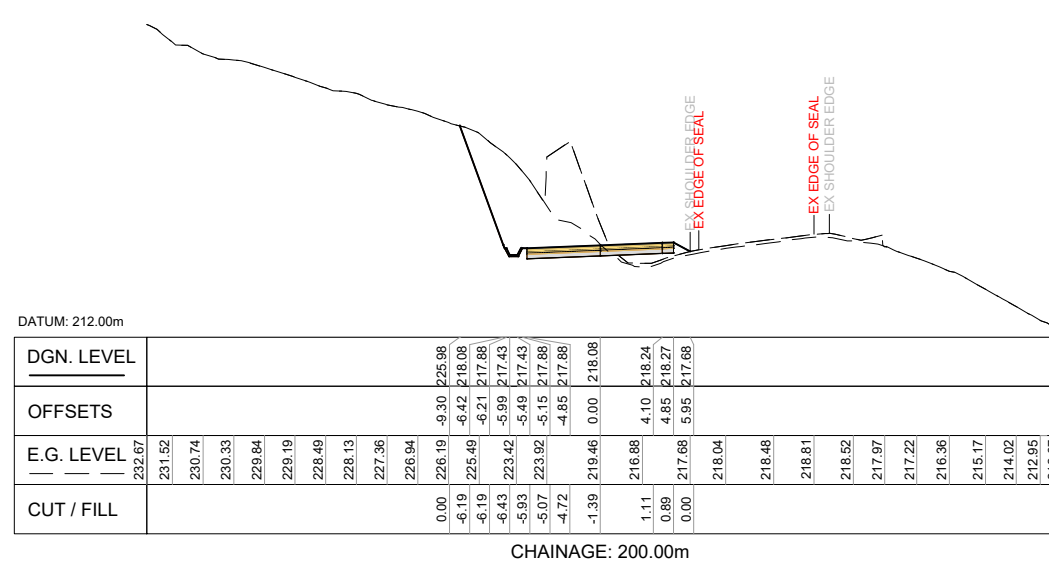 EX SHOULDER EDGE
EX EDGE OF SEAL
EX EDGE OF SEAL
EX SHOULDER EDGE
DATUM: 212.00m
DGN. LEVEL 225.98 218.08 217.88 217.43 217.43 217.88 217.88 218.08 218.24 218.27 217.68
OFFSETS -9.30 -6.42 -6.21 -5.99 -5.49 -5.15 -4.85 0.00 4.10 4.85 5.95
E.G. LEVEL 232.67 231.52 230.74 230.33 229.84 229.19 228.49 228.13 227.36 226.94 226.19 225.49 223.42 223.92 219.46 216.88 217.68 218.04 218.48 218.81 218.52 217.97 217.22 216.36 215.17 214.02 212.95
CUT / FILL 0.00 -6.19 -6.19 -6.43 -5.93 -5.07 -4.72 -1.39 1.11 0.89 0.00
CHAINAGE: 200.00m